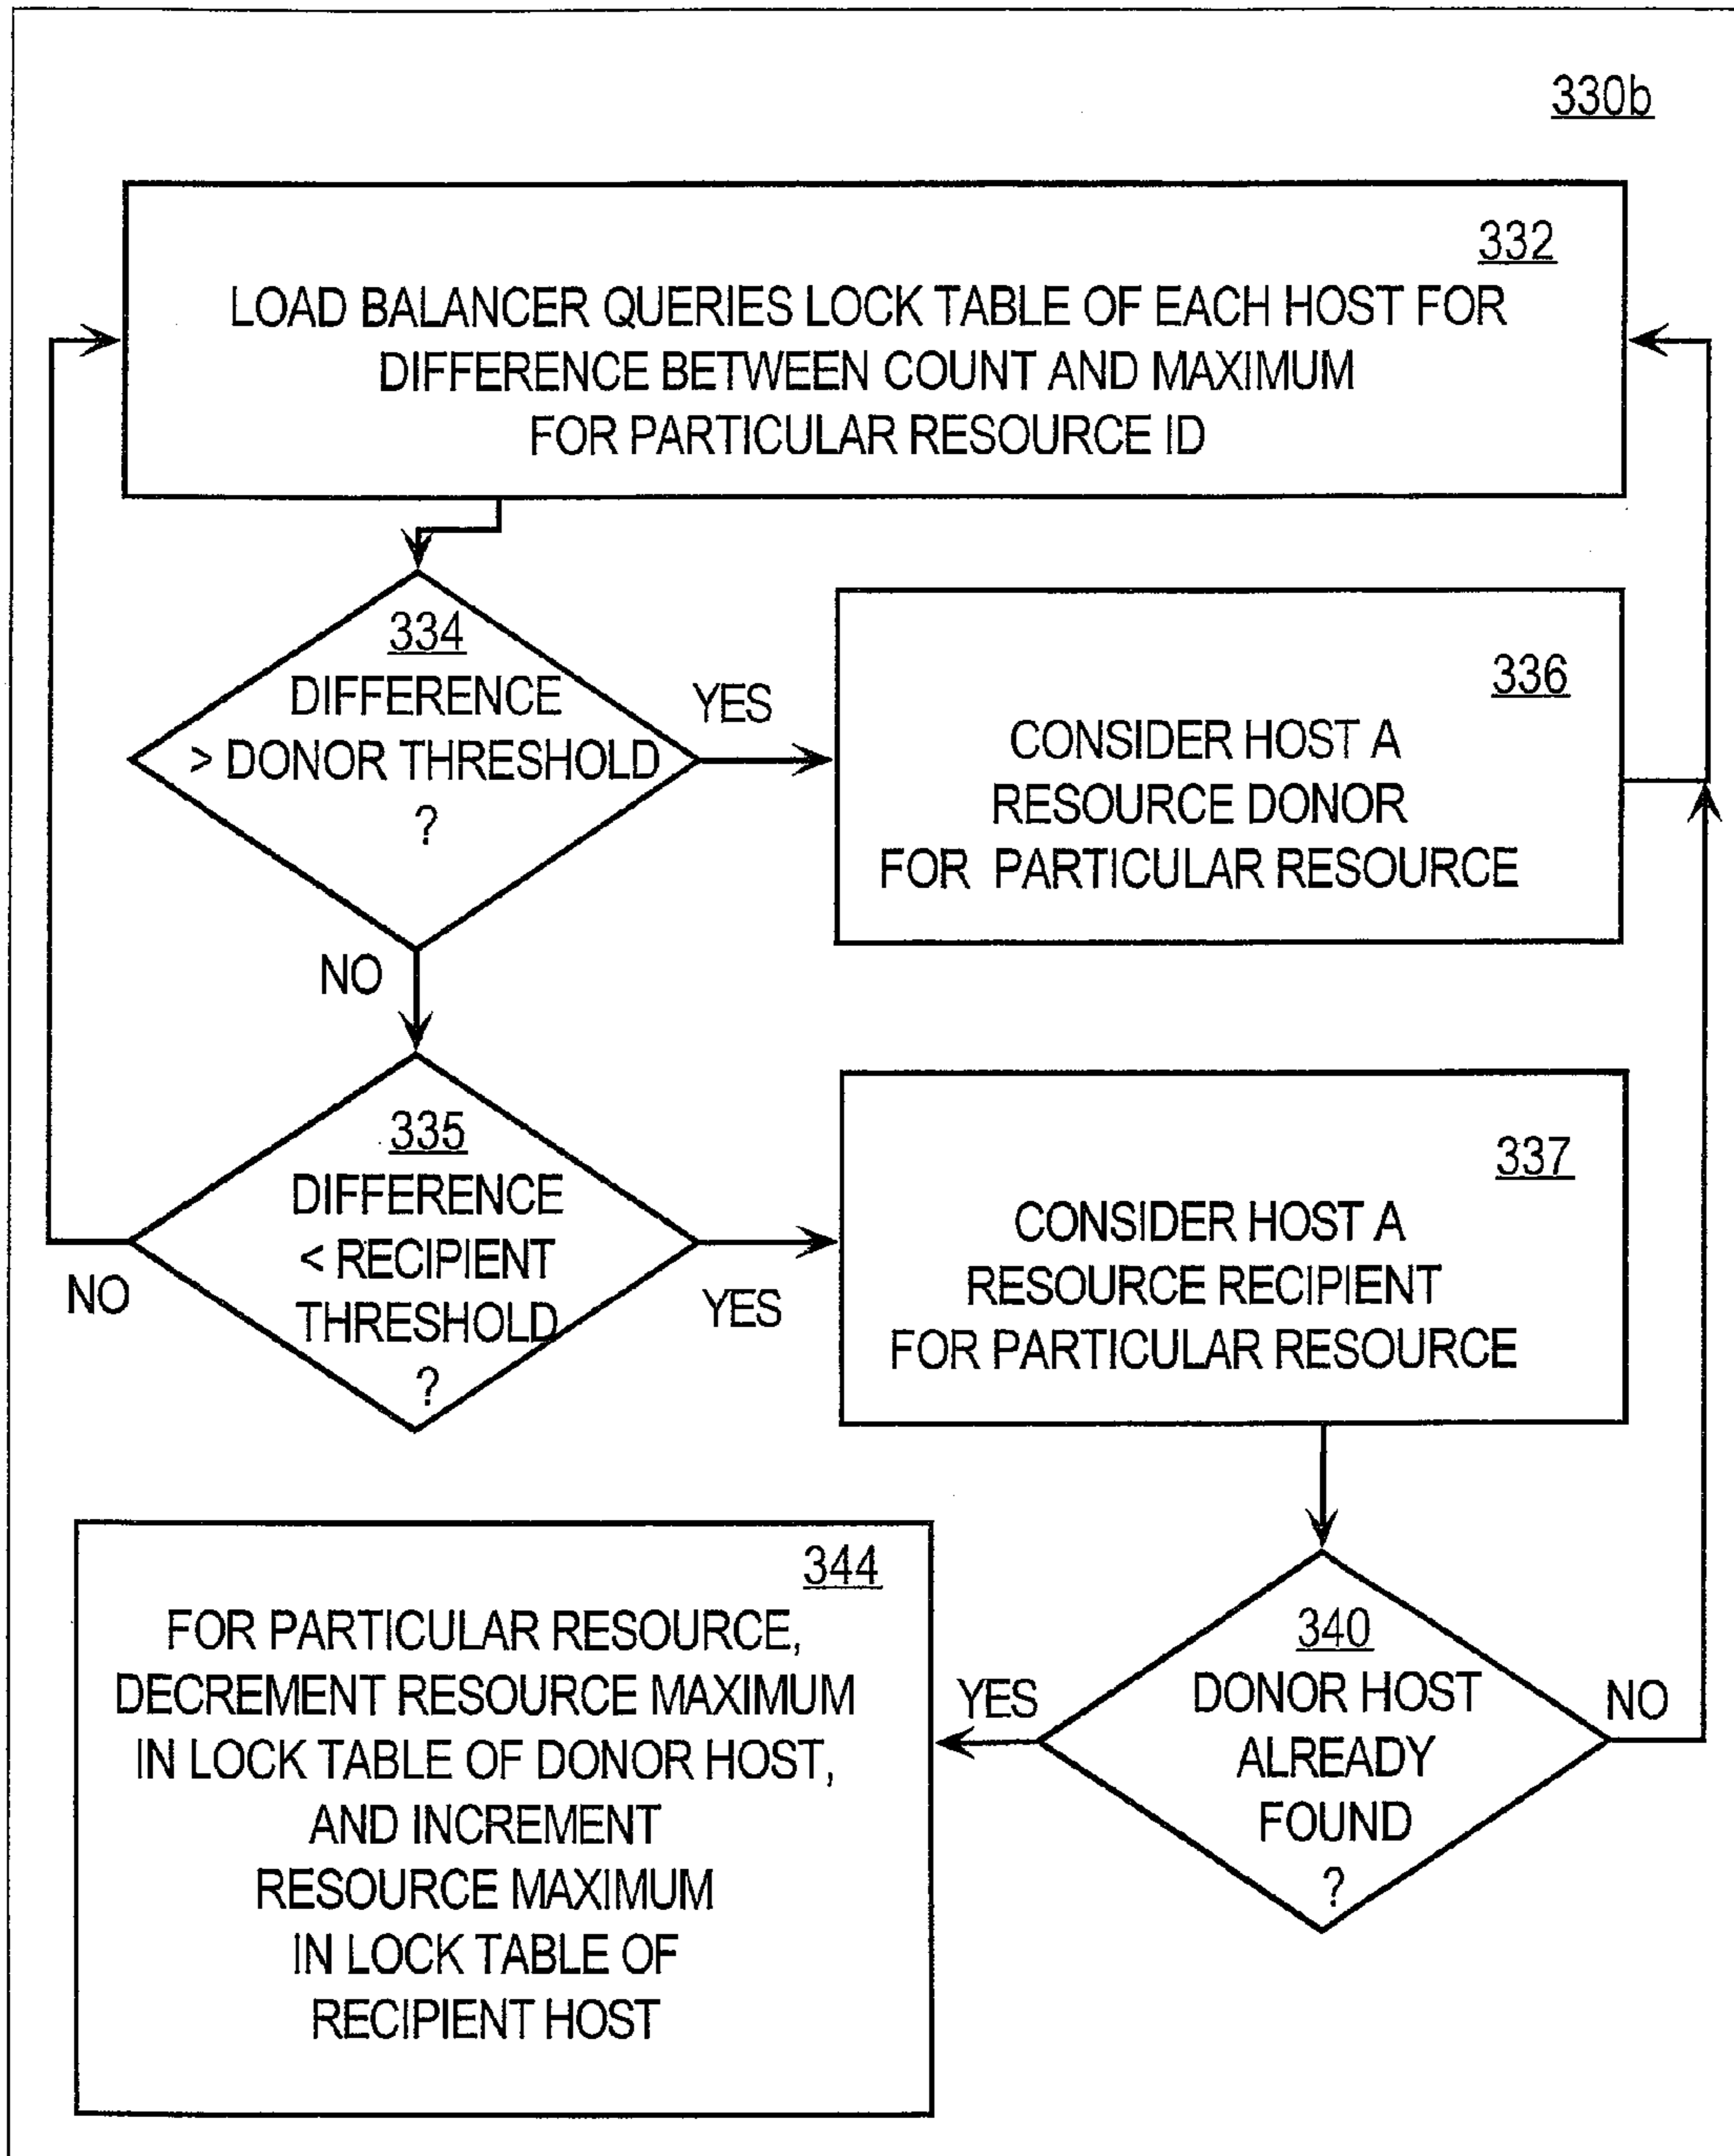 330b
332
LOAD BALANCER QUERIES LOCK TABLE OF EACH HOST FOR
DIFFERENCE BETWEEN COUNT AND MAXIMUM
FOR PARTICULAR RESOURCE ID
334
DIFFERENCE
> DONOR THRESHOLD
?
YES
NO
336
CONSIDER HOST A
RESOURCE DONOR
FOR PARTICULAR RESOURCE
335
DIFFERENCE
< RECIPIENT
THRESHOLD
?
NO
YES
337
CONSIDER HOST A
RESOURCE RECIPIENT
FOR PARTICULAR RESOURCE
340
DONOR HOST
ALREADY
FOUND
?
YES
NO
344
FOR PARTICULAR RESOURCE,
DECREMENT RESOURCE MAXIMUM
IN LOCK TABLE OF DONOR HOST,
AND INCREMENT
RESOURCE MAXIMUM
IN LOCK TABLE OF
RECIPIENT HOST